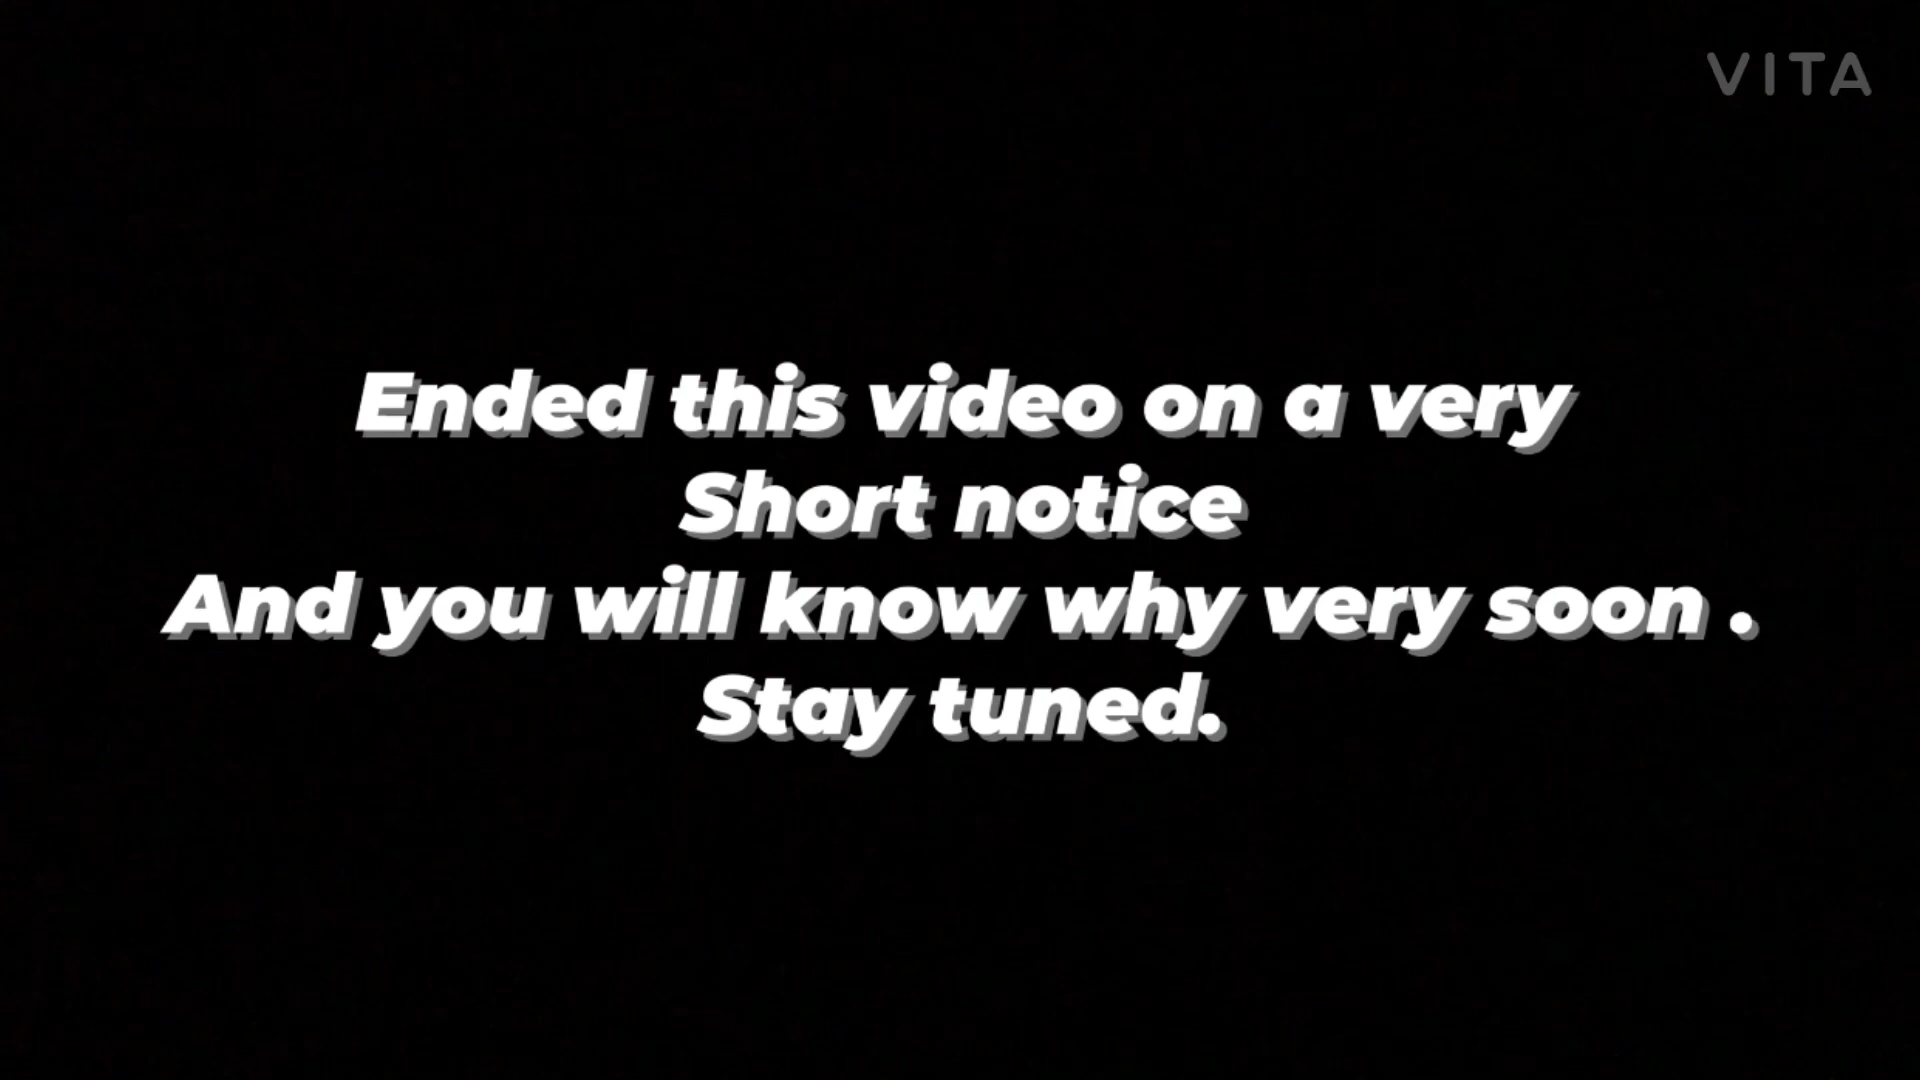 VITA
Ended this video on a very
Short notice
And you will know why very soon .
Stay tuned.